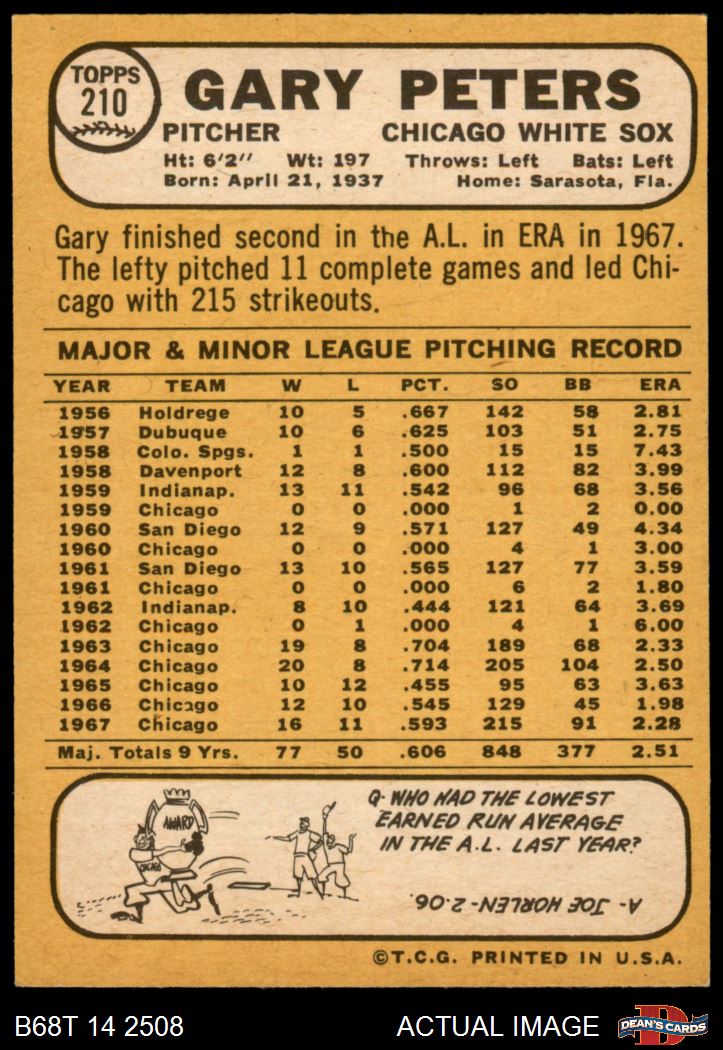 TOPPS
210
GARY PETERS
PITCHER CHICAGO WHITE SOX
Ht: 6'2" Wt: 197 Throws: Left Bats: Left
Born: April 21, 1937 Home: Sarasota, Fla.
Gary finished second in the A.L. in ERA in 1967.
The lefty pitched 11 complete games and led Chi-
cago with 215 strikeouts.
MAJOR & MINOR LEAGUE PITCHING RECORD
YEAR TEAM W L PCT. SO BB ERA
1956 Holdrege 10 5 .667 142 58 2.81
1957 Dubuque 10 6 .625 103 51 2.75
1958 Colo. Spgs. 1 1 .500 15 15 7.43
1958 Davenport 12 8 .600 112 82 3.99
1959 Indianap. 13 11 .542 96 68 3.56
1959 Chicago 0 0 .000 1 2 0.00
1960 San Diego 12 9 .571 127 49 4.34
1960 Chicago 0 0 .000 4 1 3.00
1961 San Diego 13 10 .565 127 77 3.59
1961 Chicago 0 0 .000 6 2 1.80
1962 Indianap. 8 10 .444 121 64 3.69
1962 Chicago 0 1 .000 4 1 6.00
1963 Chicago 19 8 .704 189 68 2.33
1964 Chicago 20 8 .714 205 104 2.50
1965 Chicago 10 12 .455 95 63 3.63
1966 Chicago 12 10 .545 129 45 1.98
1967 Chicago 16 11 .593 215 91 2.28
Maj. Totals 9 Yrs. 77 50 .606 848 377 2.51
AWARD
CHICAGO
Q- WHO HAD THE LOWEST
EARNED RUN AVERAGE
IN THE A.L. LAST YEAR?
A- JOE HORLEN-2.06.
©T.C.G. PRINTED IN U.S.A.
B68T 14 2508 ACTUAL IMAGE
D
DEAN'S CARDS